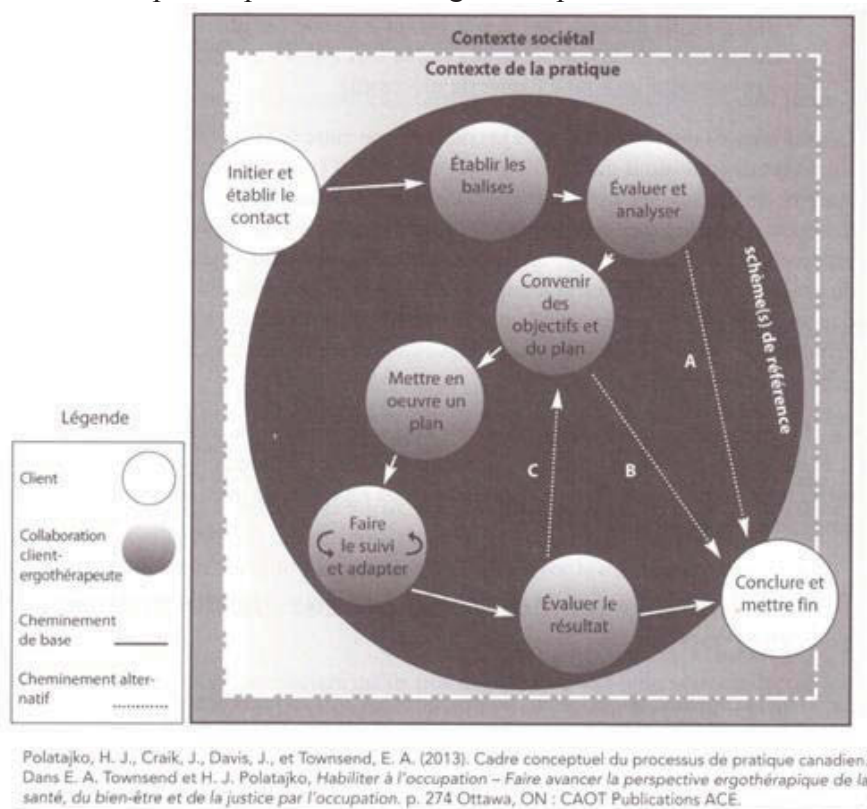 Contexte sociétal
Contexte de la pratique
Initier et
établir le
contact
Établir les
balises
Évaluer et
analyser
Convenir
des
objectifs et
du plan
schème(s) de référence
A
Mettre en
oeuvre un
plan
C
B
Faire
le suivi
et adapter
Évaluer le
résultat
Conclure et
mettre fin
Légende
Client
Collaboration
client-
ergothérapeute
Cheminement
de base
Cheminement alter-
natif
Polatajko, H. J., Craik, J., Davis, J., et Townsend, E. A. (2013). Cadre conceptuel du processus de pratique canadien.
Dans E. A. Townsend et H. J. Polatajko, Habiliter à l'occupation – Faire avancer la perspective ergothérapique de la
santé, du bien-être et de la justice par l'occupation. p. 274 Ottawa, ON : CAOT Publications ACE